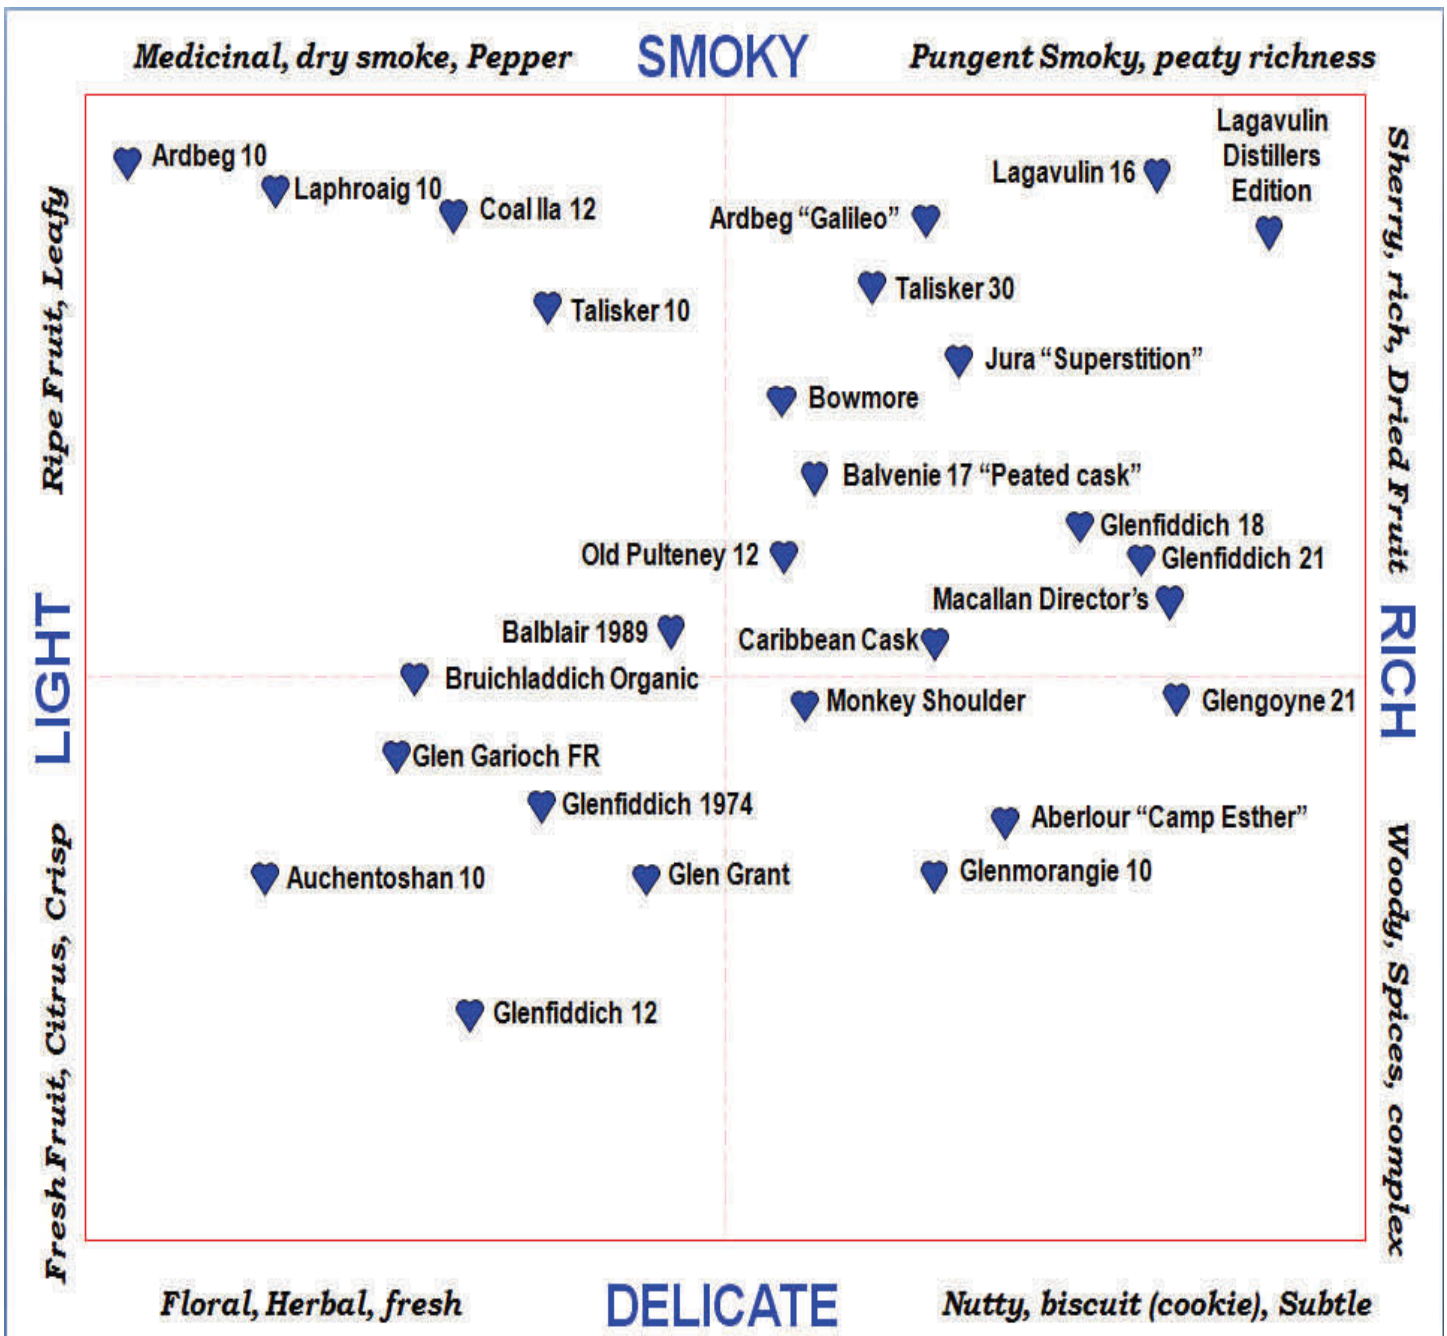 Medicinal, dry smoke, Pepper
SMOKY
Pungent Smoky, peaty richness
Lagavulin
Distillers
Edition
Ardbeg 10
Laphroaig 10
Coal Ila 12
Lagavulin 16
Ardbeg “Galileo”
Talisker 30
Talisker 10
Jura “Superstition”
Bowmore
Balvenie 17 “Peated cask”
Glenfiddich 18
Old Pulteney 12
Glenfiddich 21
Macallan Director’s
Balblair 1989
Caribbean Cask
Bruichladdich Organic
Monkey Shoulder
Glengoyne 21
Glen Garioch FR
Glenfiddich 1974
Aberlour “Camp Esther”
Auchentoshan 10
Glen Grant
Glenmorangie 10
Glenfiddich 12
Ripe Fruit, Leafy
LIGHT
Fresh Fruit, Citrus, Crisp
Sherry, rich, Dried Fruit
RICH
Woody, Spices, complex
Floral, Herbal, fresh
DELICATE
Nutty, biscuit (cookie), Subtle